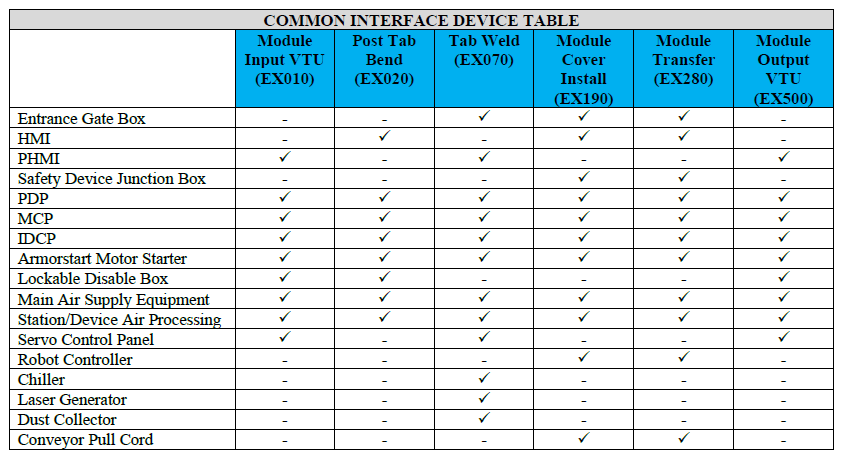 COMMON INTERFACE DEVICE TABLE
Module Input VTU (EX010) | Post Tab Bend (EX020) | Tab Weld (EX070) | Module Cover Install (EX190) | Module Transfer (EX280) | Module Output VTU (EX500)
Entrance Gate Box | - | - | ✓ | ✓ | ✓ | -
HMI | - | ✓ | - | ✓ | ✓ | -
PHMI | ✓ | - | ✓ | - | - | ✓
Safety Device Junction Box | - | - | - | ✓ | ✓ | -
PDP | ✓ | ✓ | ✓ | ✓ | ✓ | ✓
MCP | ✓ | ✓ | ✓ | ✓ | ✓ | ✓
IDCP | ✓ | ✓ | ✓ | ✓ | ✓ | ✓
Armorstart Motor Starter | ✓ | ✓ | ✓ | ✓ | ✓ | ✓
Lockable Disable Box | ✓ | ✓ | - | - | - | ✓
Main Air Supply Equipment | ✓ | ✓ | ✓ | ✓ | ✓ | ✓
Station/Device Air Processing | ✓ | ✓ | ✓ | ✓ | ✓ | ✓
Servo Control Panel | ✓ | - | ✓ | - | - | ✓
Robot Controller | - | - | - | ✓ | ✓ | -
Chiller | - | - | ✓ | - | - | -
Laser Generator | - | - | ✓ | - | - | -
Dust Collector | - | - | ✓ | - | - | -
Conveyor Pull Cord | - | - | - | ✓ | ✓ | -